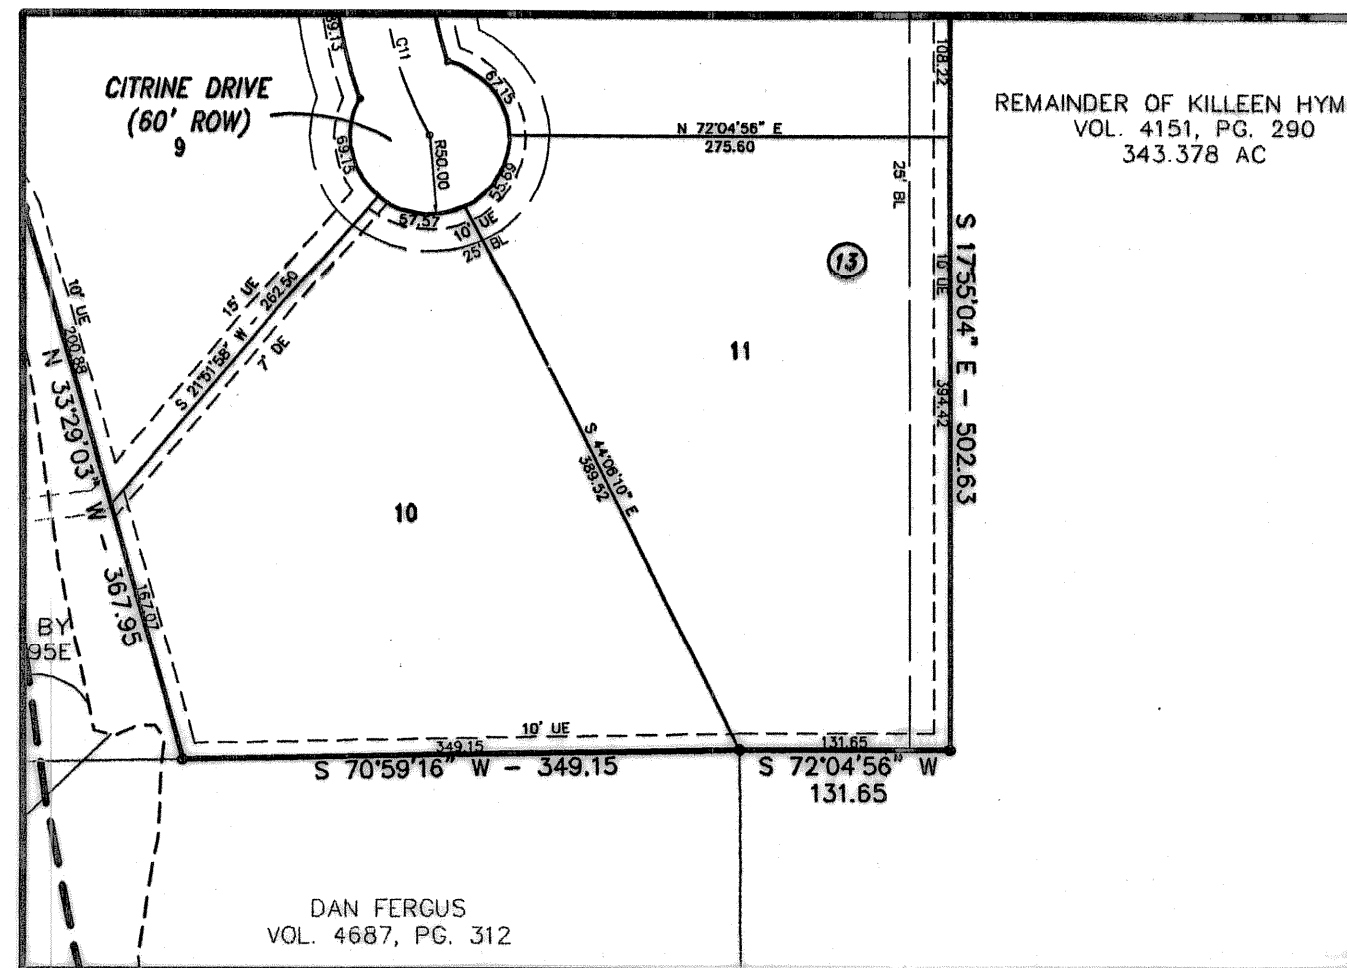 CITRINE DRIVE
(60' ROW)
9
69.13
C11
67.15
108.22
REMAINDER OF KILLEEN HYM
VOL. 4151, PG. 290
343.378 AC
N 72°04'56" E
275.60
69.15
R50.00
55.69
57.57
10' UE
25' BL
25' BL
13
S 17°55'04" E - 502.63
10' UE
394.42
10' UE
200.88
15' UE
S 21°51'58" W - 262.50
7' DE
11
N 33°29'03" W - 367.95
S 44°06'10" E
389.52
10
167.07
BY
95E
10' UE
349.15
131.65
S 70°59'16" W - 349.15
S 72°04'56" W
131.65
DAN FERGUS
VOL. 4687, PG. 312